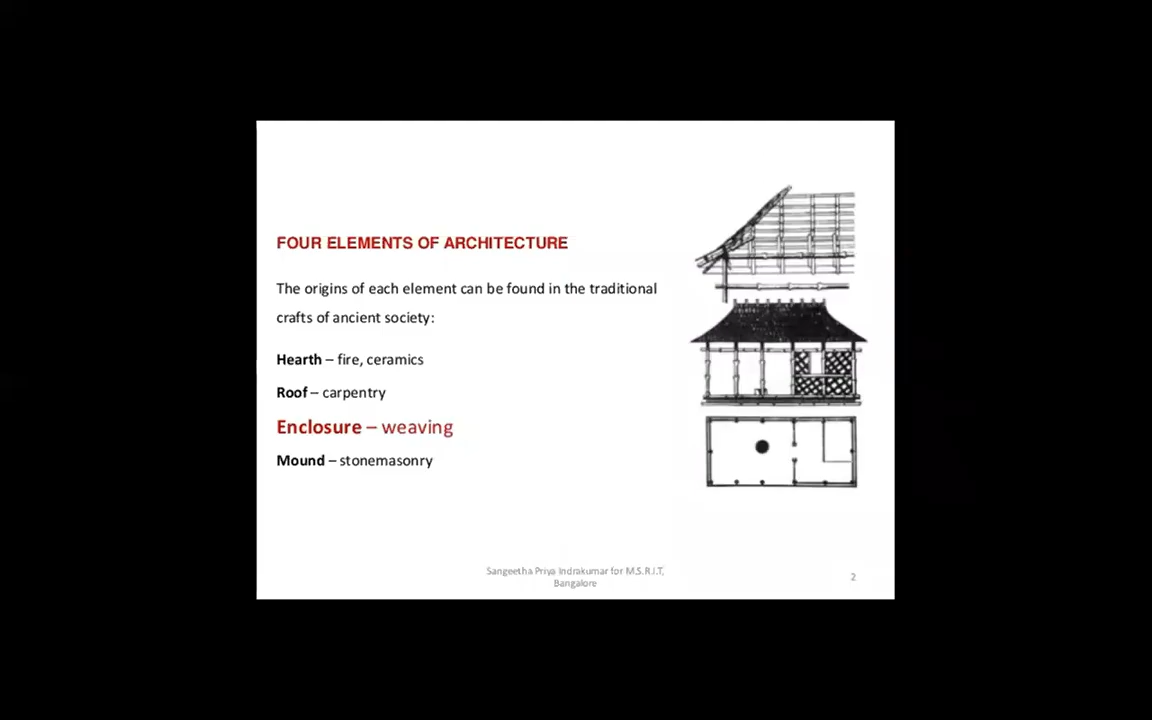 FOUR ELEMENTS OF ARCHITECTURE
The origins of each element can be found in the traditional
crafts of ancient society:
Hearth – fire, ceramics
Roof – carpentry
Enclosure – weaving
Mound – stonemasonry
Sangeetha Priya Indrakumar for M.S.R.I.T,
Bangalore
2